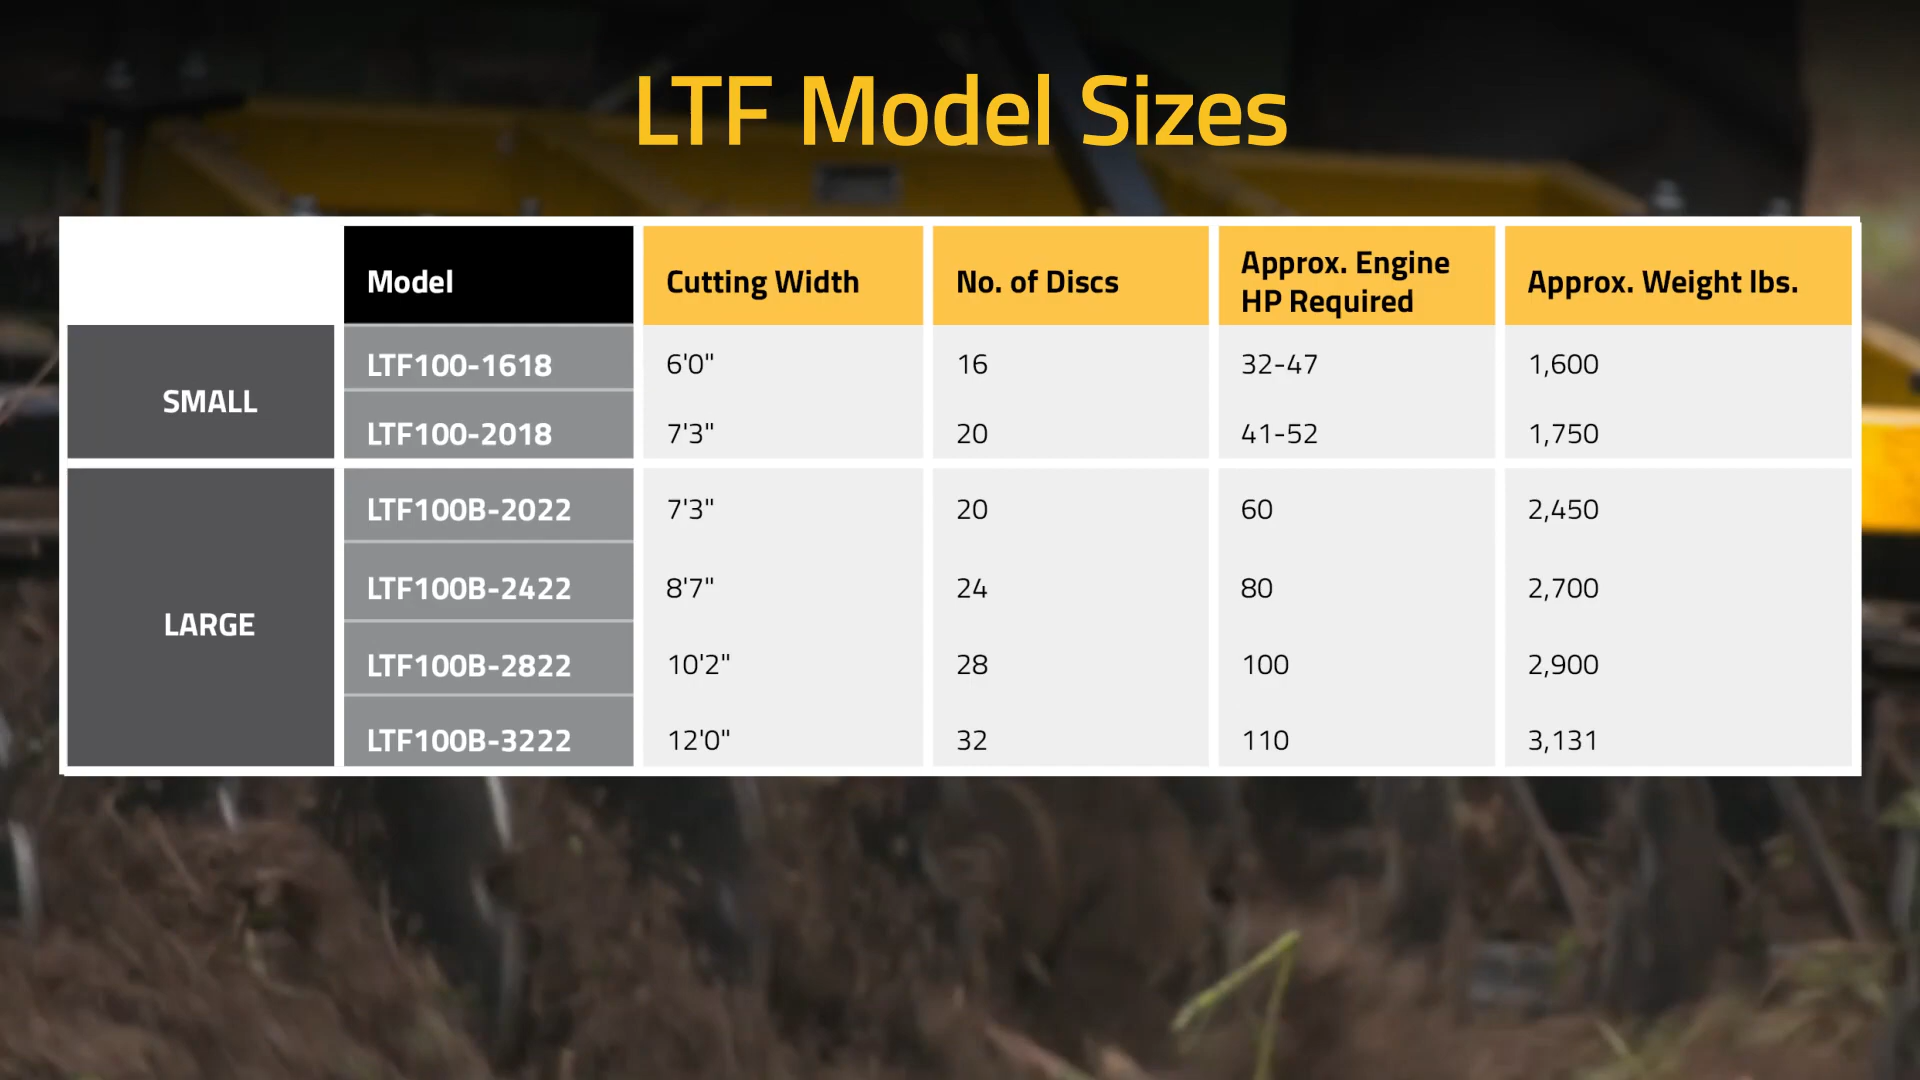 LTF Model Sizes
Model Cutting Width No. of Discs Approx. Engine HP Required Approx. Weight lbs.
SMALL
LTF100-1618 6'0" 16 32-47 1,600
LTF100-2018 7'3" 20 41-52 1,750
LARGE
LTF100B-2022 7'3" 20 60 2,450
LTF100B-2422 8'7" 24 80 2,700
LTF100B-2822 10'2" 28 100 2,900
LTF100B-3222 12'0" 32 110 3,131